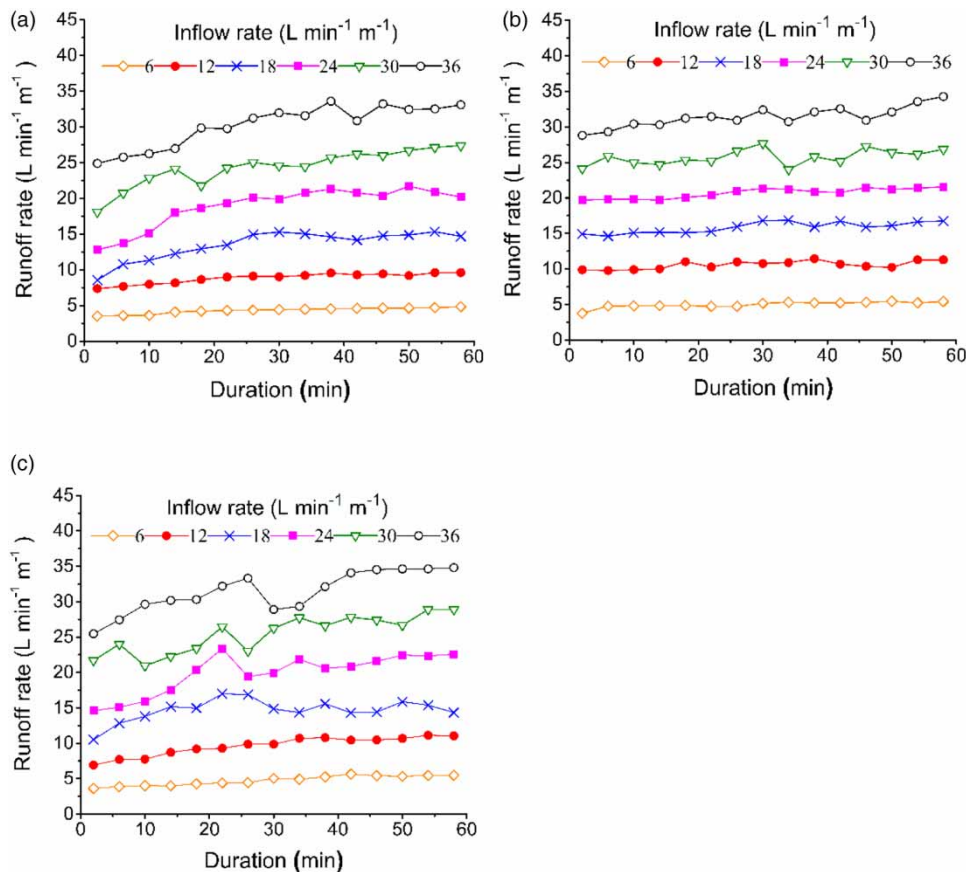 (a)
Inflow rate (L min⁻¹ m⁻¹)
6 12 18 24 30 36
Runoff rate (L min⁻¹ m⁻¹)
45
40
35
30
25
20
15
10
5
0
0 10 20 30 40 50 60
Duration (min)
(b)
Inflow rate (L min⁻¹ m⁻¹)
6 12 18 24 30 36
Runoff rate (L min⁻¹ m⁻¹)
45
40
35
30
25
20
15
10
5
0
0 10 20 30 40 50 60
Duration (min)
(c)
Inflow rate (L min⁻¹ m⁻¹)
6 12 18 24 30 36
Runoff rate (L min⁻¹ m⁻¹)
45
40
35
30
25
20
15
10
5
0
0 10 20 30 40 50 60
Duration (min)